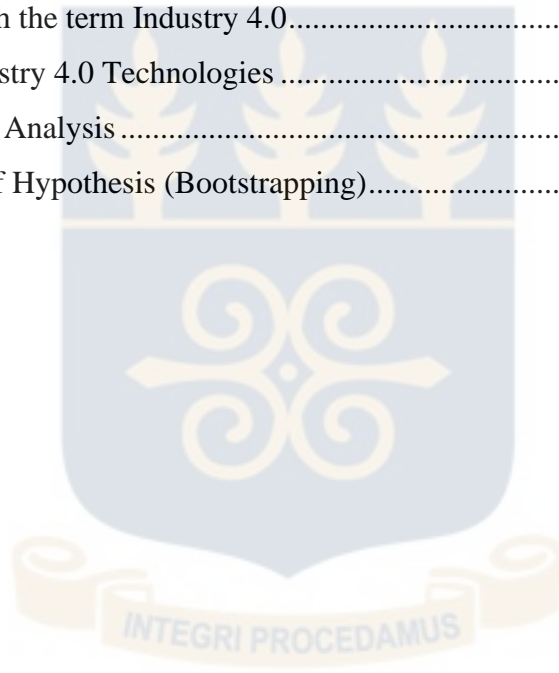 the term Industry 4.0...............................
stry 4.0 Technologies ................................
Analysis ....................................................
Hypothesis (Bootstrapping)......................
INTEGRI PROCEDAMUS